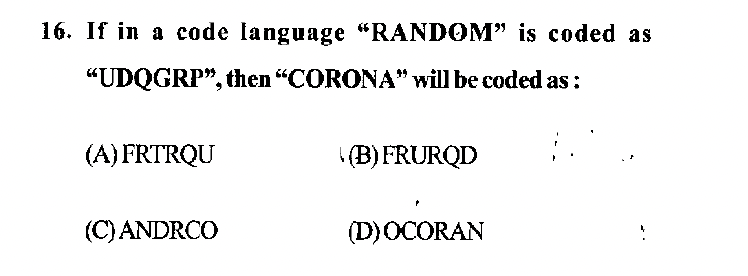 16. If in a code language “RANDOM” is coded as
“UDQGRP”, then “CORONA” will be coded as :
(A) FRTRQU (B) FRURQD
(C) ANDRCO (D) OCORAN